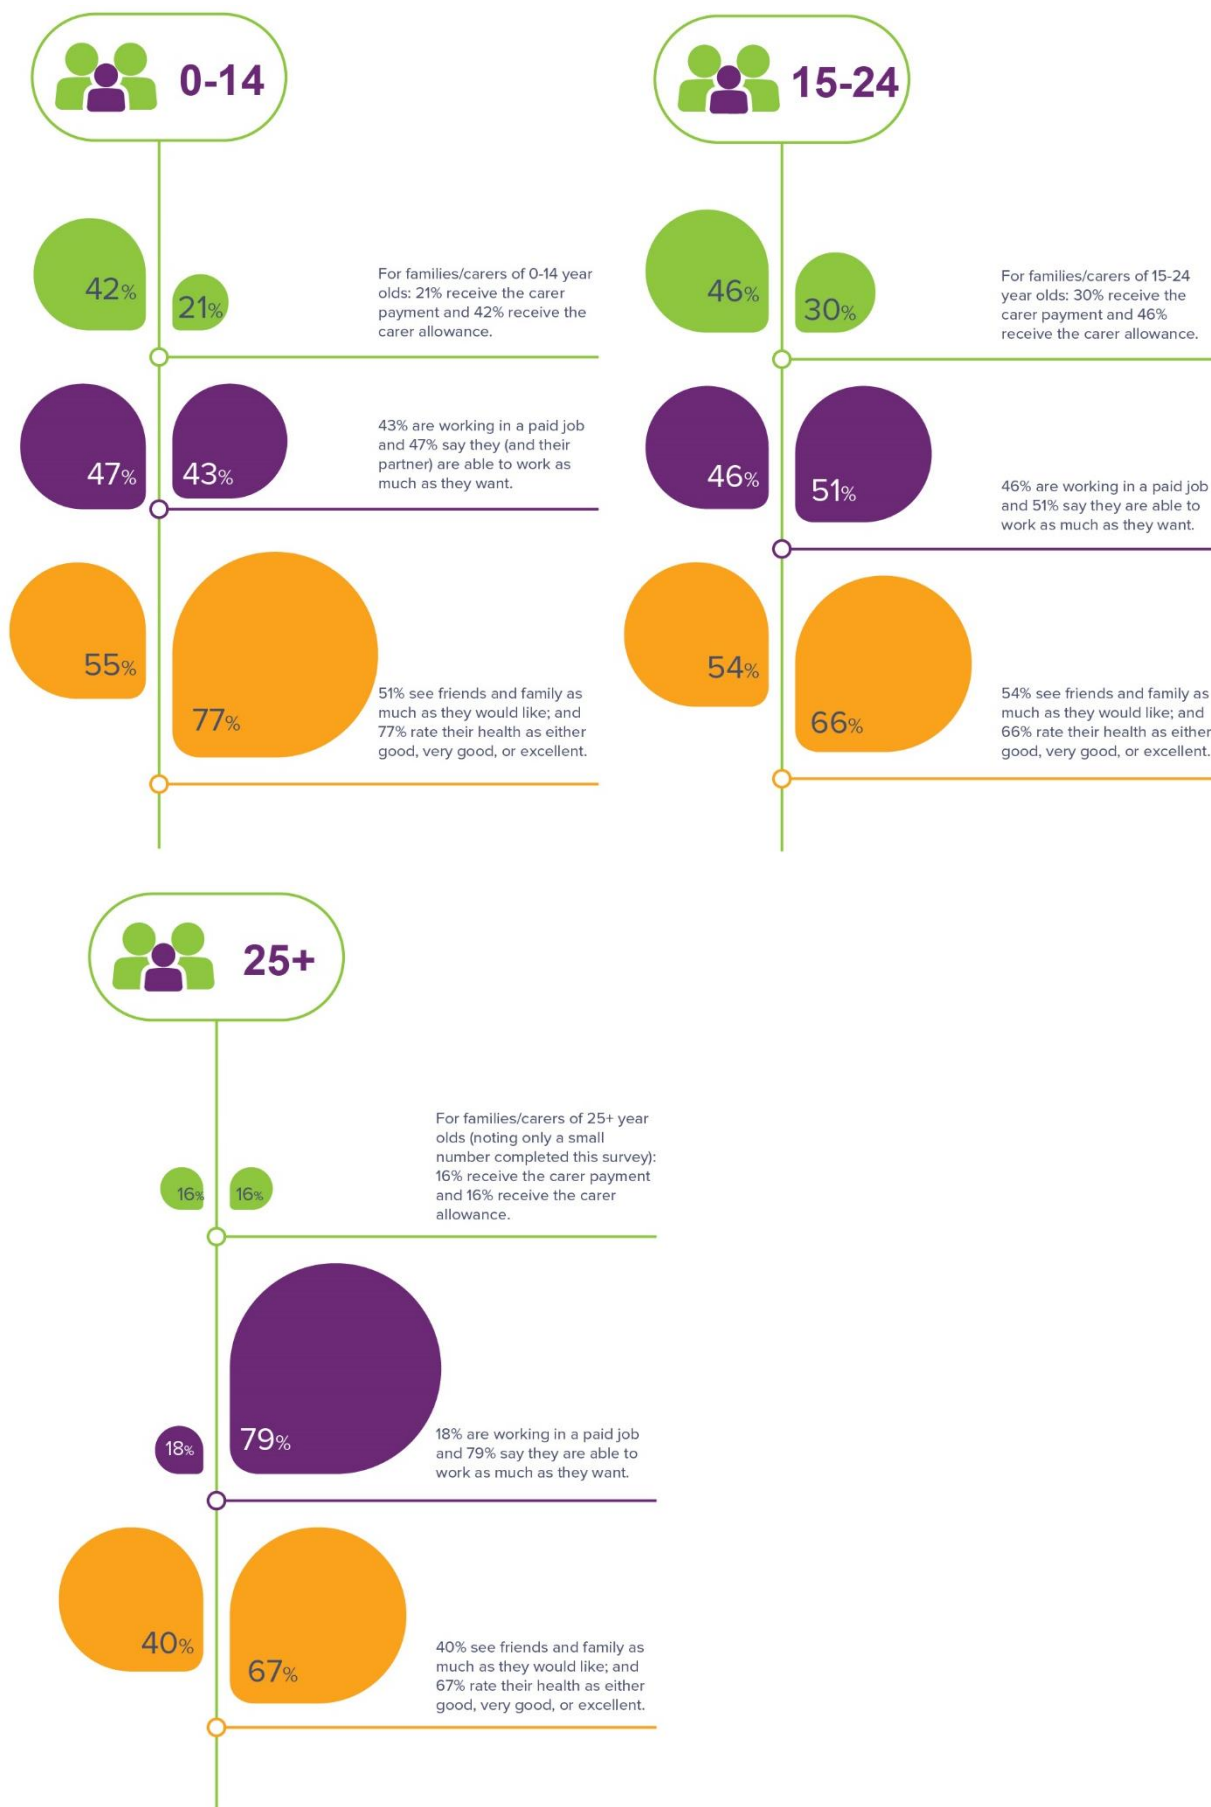 0-14
42%
21%
For families/carers of 0-14 year
olds: 21% receive the carer
payment and 42% receive the
carer allowance.
47%
43%
43% are working in a paid job
and 47% say they (and their
partner) are able to work as
much as they want.
55%
77%
51% see friends and family as
much as they would like; and
77% rate their health as either
good, very good, or excellent.
15-24
46%
30%
For families/carers of 15-24
year olds: 30% receive the
carer payment and 46%
receive the carer allowance.
46%
51%
46% are working in a paid job
and 51% say they are able to
work as much as they want.
54%
66%
54% see friends and family as
much as they would like; and
66% rate their health as either
good, very good, or excellent.
25+
16%
16%
For families/carers of 25+ year
olds (noting only a small
number completed this survey):
16% receive the carer payment
and 16% receive the carer
allowance.
18%
79%
18% are working in a paid job
and 79% say they are able to
work as much as they want.
40%
67%
40% see friends and family as
much as they would like; and
67% rate their health as either
good, very good, or excellent.